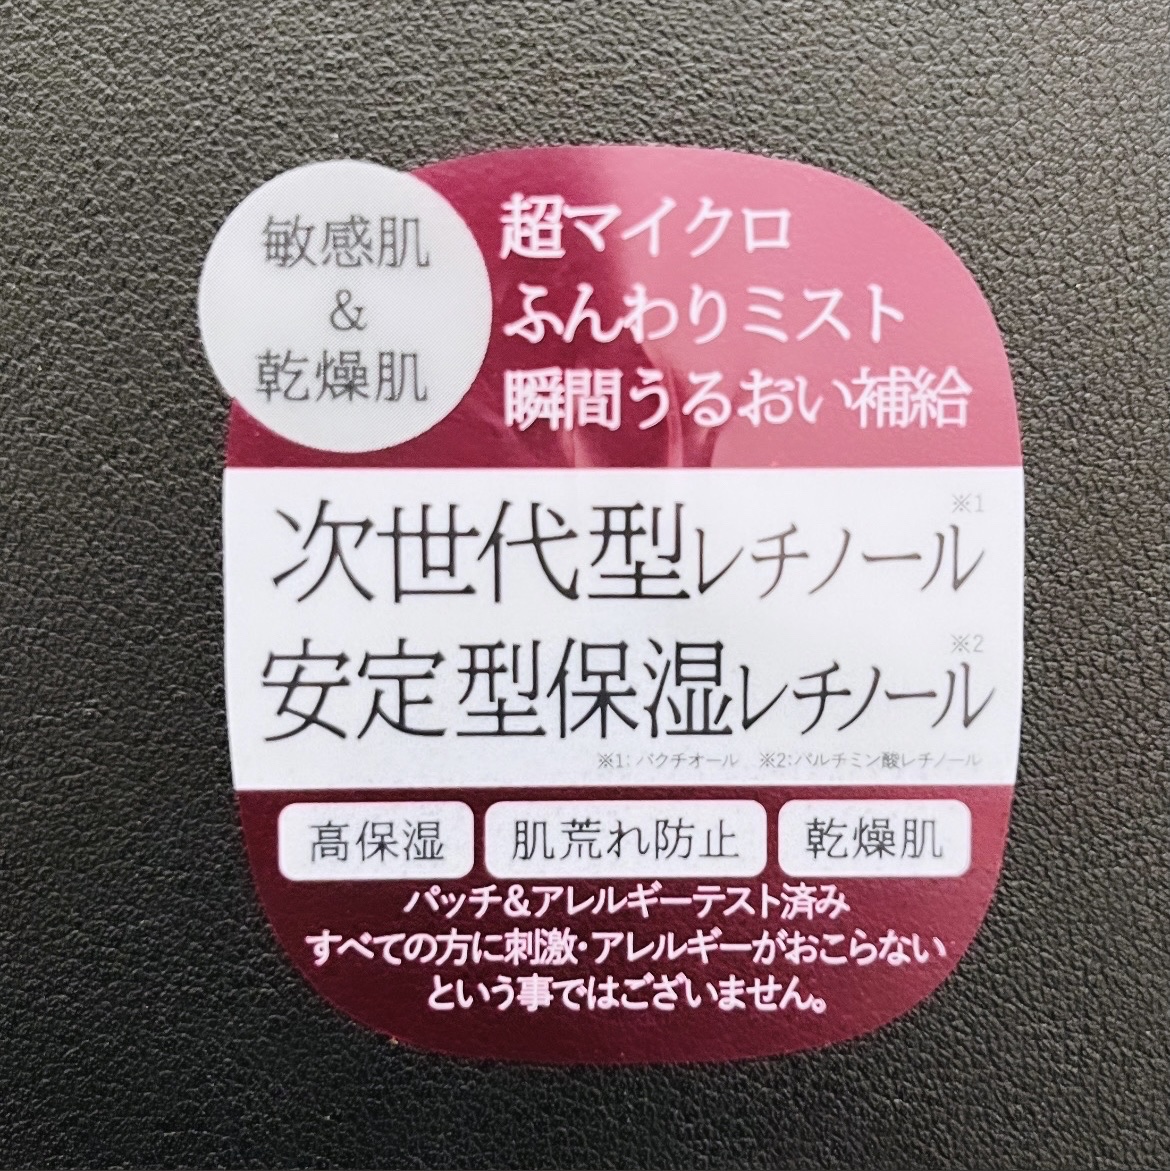 敏感肌
&
乾燥肌
超マイクロ
ふんわりミスト
瞬間うるおい補給
次世代型レチノール※1
安定型保湿レチノール※2
※1：バクチオール　※2：パルチミン酸レチノール
高保湿　肌荒れ防止　乾燥肌
パッチ&アレルギーテスト済み
すべての方に刺激・アレルギーがおこらない
という事ではございません。